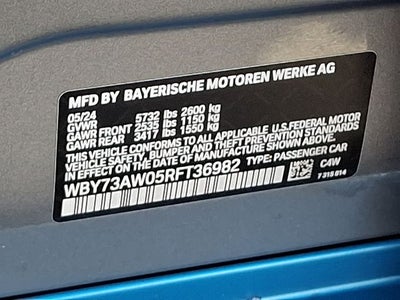 MFD BY BAYERISCHE MOTOREN WERKE AG
05/24
GVWR 5732 lbs 2600 kg
GAWR FRONT 2535 lbs 1150 kg
GAWR REAR 3417 lbs 1550 kg
THIS VEHICLE CONFORMS TO ALL APPLICABLE U.S.FEDERAL MOTOR
VEHICLE SAFETY, BUMPER AND THEFT PREVENTION STANDARDS IN
EFFECT ON THE DATE OF MANUFACTURE SHOWN ABOVE.
WBY73AW05RFT36982 TYPE: PASSENGER CAR
C4W
7 315 014